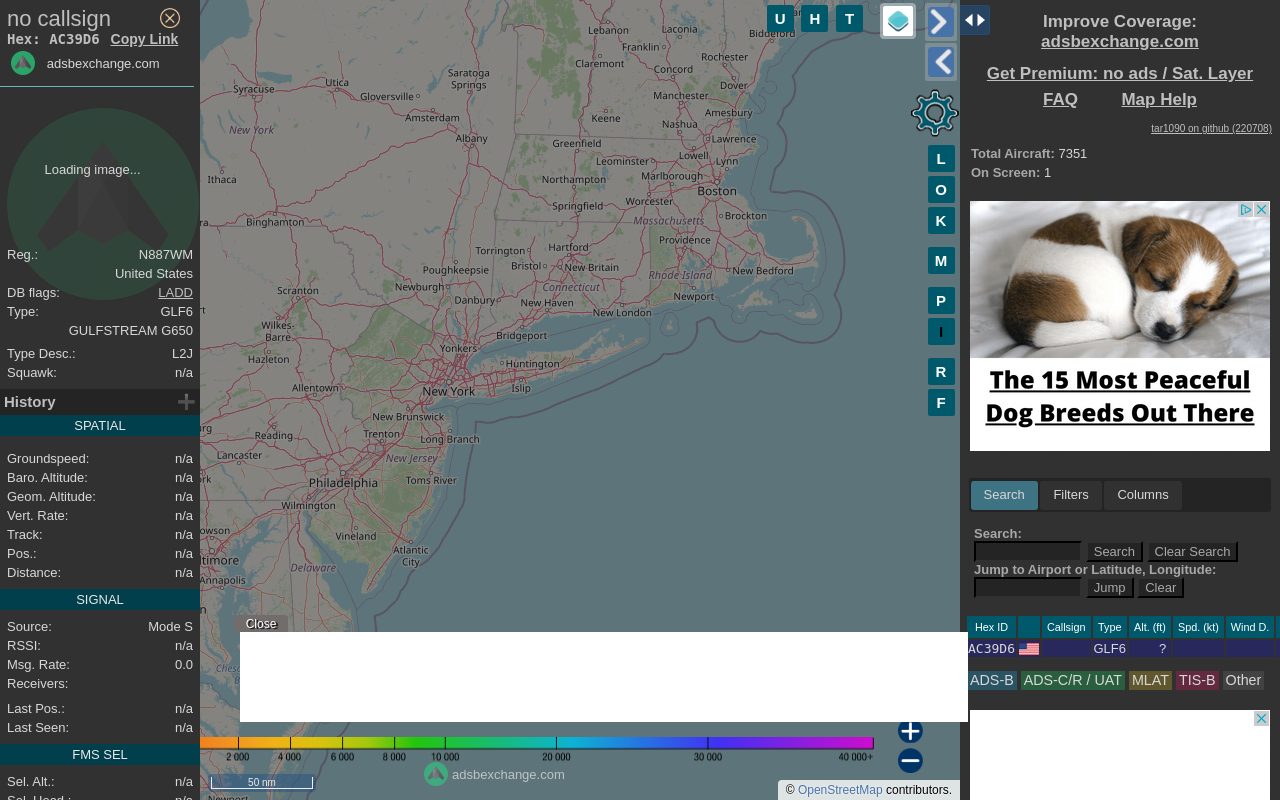 no callsign
Hex: AC39D6 Copy Link
adsbexchange.com
Loading image...
Reg.: N887WM
United States
DB flags: LADD
Type: GLF6
GULFSTREAM G650
Type Desc.: L2J
Squawk: n/a
History
SPATIAL
Groundspeed: n/a
Baro. Altitude: n/a
Geom. Altitude: n/a
Vert. Rate: n/a
Track: n/a
Pos.: n/a
Distance: n/a
SIGNAL
Source: Mode S
RSSI: n/a
Msg. Rate: 0.0
Receivers:
Last Pos.: n/a
Last Seen: n/a
FMS SEL
Sel. Alt.: n/a
Sel. Head.: n/a
U H T
Lebanon
Laconia
Biddeford
Franklin
Claremont
Rochester
Concord
Saratoga
Springs
Dover
Utica
Syracuse
Gloversville
Manchester
Amesbury
Amsterdam
Keene
Nashua
New York
Albany
Lawrence
Greenfield
Lowell
Leominster
Lynn
Ithaca
Northampton
Marlborough
Boston
Worcester
Springfield
Binghamton
Massachusetts
Brockton
Providence
Torrington
Hartford
Poughkeepsie
Bristol
New Britain
New Bedford
Rhode Island
Newburgh
Connecticut
Scranton
Danbury
New Haven
Newport
New London
Wilkes-
Barre
Bridgeport
Yonkers
Hazleton
Huntington
Allentown
New York
Islip
New Brunswick
Reading
Trenton
Long Branch
Lancaster
New Jersey
Philadelphia
Toms River
Wilmington
Vineland
Atlantic
City
Delaware
Annapolis
L
O
K
M
P
I
R
F
Close
2 000 4 000 6 000 8 000 10 000 20 000 30 000 40 000+
adsbexchange.com
50 nm
Newport
© OpenStreetMap contributors.
Improve Coverage:
adsbexchange.com
Get Premium: no ads / Sat. Layer
FAQ Map Help
tar1090 on github (220708)
Total Aircraft: 7351
On Screen: 1
The 15 Most Peaceful
Dog Breeds Out There
Search Filters Columns
Search:
Search Clear Search
Jump to Airport or Latitude, Longitude:
Jump Clear
Hex ID Callsign Type Alt. (ft) Spd. (kt) Wind D.
AC39D6 GLF6 ?
ADS-B ADS-C/R / UAT MLAT TIS-B Other